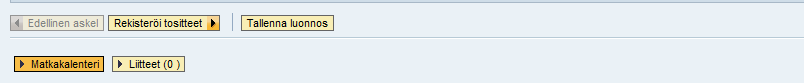 Edellinen askel Rekisteröi tositteet Tallenna luonnos
Matkakalenteri Liitteet (0 )